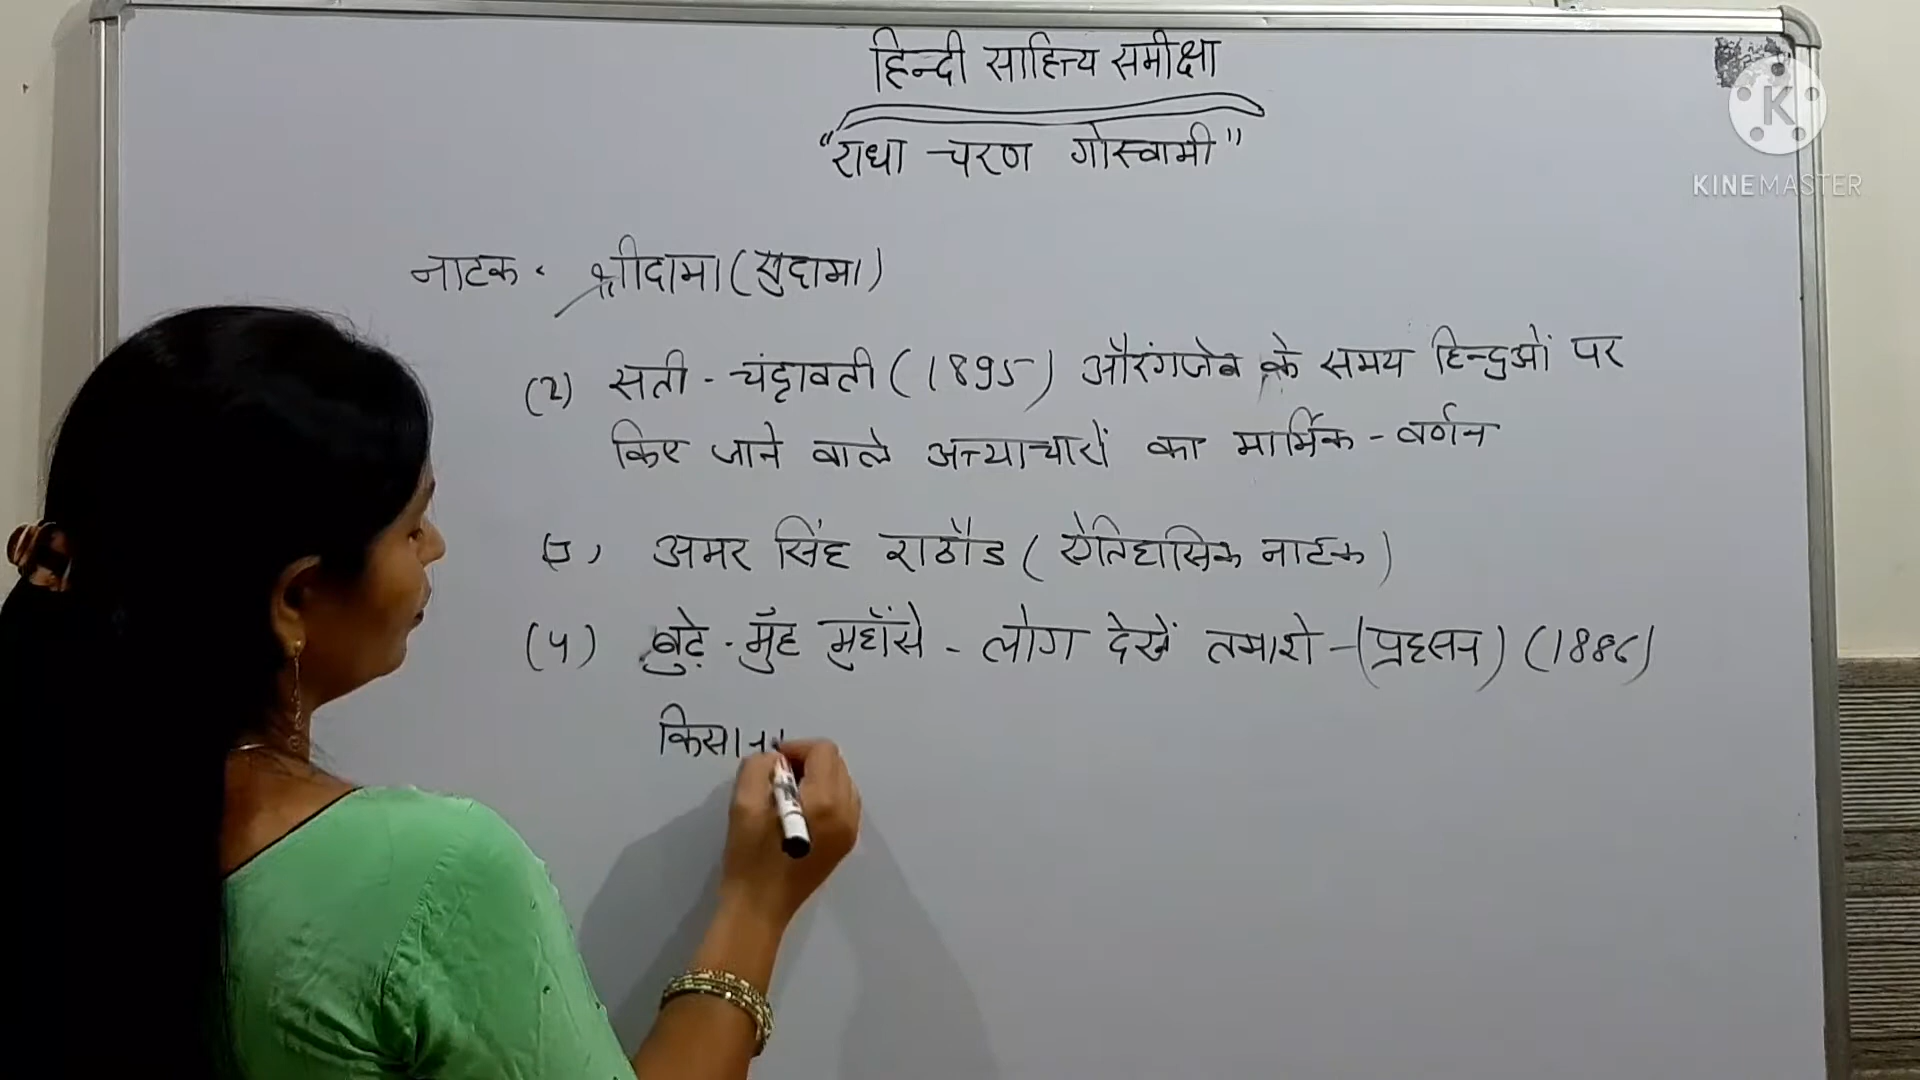 हिन्दी साहित्य समीक्षा
"राधा चरण गोस्वामी"
KINEMASTER
नाटक श्रीदामा (सुदामा)
(2) सती - चंद्रावती (1895) औरंगजेब के समय हिन्दुओं पर
किए जाने वाले अत्याचारों का मार्मिक - वर्णन
अमर सिंह राठौड (ऐतिहासिक नाटक)
(4) बुढ़े - मुँह मुहाँसे - लोग देखें तमाशे - (प्रहसन) (1886)